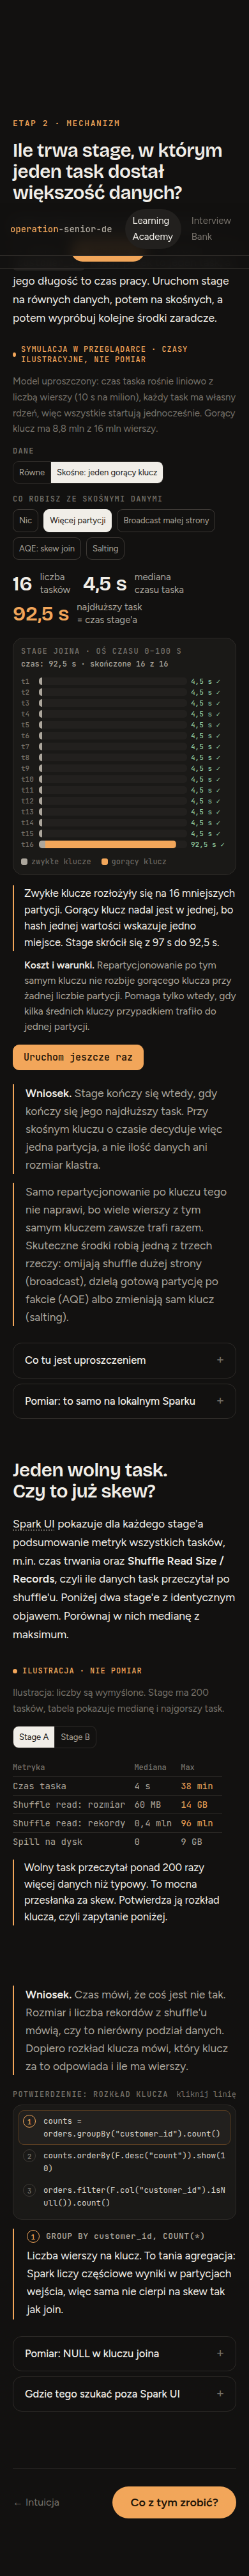 ETAP 2 · MECHANIZM
Ile trwa stage, w którym
jeden task dostał
większość danych?
operation-senior-de
Learning
Academy
Interview
Bank
jego długość to czas pracy. Uruchom stage
na równych danych, potem na skośnych, a
potem wypróbuj kolejne środki zaradcze.
SYMULACJA W PRZEGLĄDARCE · CZASY
ILUSTRACYJNE, NIE POMIAR
Model uproszczony: czas taska rośnie liniowo z
liczbą wierszy (10 s na milion), każdy task ma własny
rdzeń, więc wszystkie startują jednocześnie. Gorący
klucz ma 8,8 mln z 16 mln wierszy.
DANE
Równe
Skośne: jeden gorący klucz
CO ROBISZ ZE SKOŚNYMI DANYMI
Nic
Więcej partycji
Broadcast małej strony
AQE: skew join
Salting
16 liczba tasków
4,5 s mediana czasu taska
92,5 s najdłuższy task = czas stage'a
STAGE JOINA · OŚ CZASU 0–100 S
czas: 92,5 s · skończone 16 z 16
t1 4,5 s ✓
t2 4,5 s ✓
t3 4,5 s ✓
t4 4,5 s ✓
t5 4,5 s ✓
t6 4,5 s ✓
t7 4,5 s ✓
t8 4,5 s ✓
t9 4,5 s ✓
t10 4,5 s ✓
t11 4,5 s ✓
t12 4,5 s ✓
t13 4,5 s ✓
t14 4,5 s ✓
t15 4,5 s ✓
t16 92,5 s ✓
zwykłe klucze
gorący klucz
Zwykłe klucze rozłożyły się na 16 mniejszych
partycji. Gorący klucz nadal jest w jednej, bo
hash jednej wartości wskazuje jedno
miejsce. Stage skrócił się z 97 s do 92,5 s.
Koszt i warunki. Repartycjonowanie po tym
samym kluczu nie rozbije gorącego klucza przy
żadnej liczbie partycji. Pomaga tylko wtedy, gdy
kilka średnich kluczy przypadkiem trafiło do
jednej partycji.
Uruchom jeszcze raz
Wniosek. Stage kończy się wtedy, gdy
kończy się jego najdłuższy task. Przy
skośnym kluczu o czasie decyduje więc
jedna partycja, a nie ilość danych ani
rozmiar klastra.
Samo repartycjonowanie po kluczu tego
nie naprawi, bo wiele wierszy z tym
samym kluczem zawsze trafi razem.
Skuteczne środki robią jedną z trzech
rzeczy: omijają shuffle dużej strony
(broadcast), dzielą gotową partycję po
fakcie (AQE) albo zmieniają sam klucz
(salting).
Co tu jest uproszczeniem +
Pomiar: to samo na lokalnym Sparku +
Jeden wolny task.
Czy to już skew?
Spark UI pokazuje dla każdego stage'a
podsumowanie metryk wszystkich tasków,
m.in. czas trwania oraz Shuffle Read Size /
Records, czyli ile danych task przeczytał po
shuffle'u. Poniżej dwa stage'e z identycznym
objawem. Porównaj w nich medianę z
maksimum.
ILUSTRACJA · NIE POMIAR
Ilustracja: liczby są wymyślone. Stage ma 200
tasków, tabela pokazuje medianę i najgorszy task.
Stage A
Stage B
Metryka Mediana Max
Czas taska 4 s 38 min
Shuffle read: rozmiar 60 MB 14 GB
Shuffle read: rekordy 0,4 mln 96 mln
Spill na dysk 0 9 GB
Wolny task przeczytał ponad 200 razy
więcej danych niż typowy. To mocna
przesłanka za skew. Potwierdza ją rozkład
klucza, czyli zapytanie poniżej.
Wniosek. Czas mówi, że coś jest nie tak.
Rozmiar i liczba rekordów z shuffle'u
mówią, czy to nierówny podział danych.
Dopiero rozkład klucza mówi, który klucz
za to odpowiada i ile ma wierszy.
POTWIERDZENIE: ROZKŁAD KLUCZA kliknij linię
1 counts =
orders.groupBy("customer_id").count()
2 counts.orderBy(F.desc("count")).show(1
0)
3 orders.filter(F.col("customer_id").isN
ull()).count()
1 GROUP BY customer_id, COUNT(*)
Liczba wierszy na klucz. To tania agregacja:
Spark liczy częściowe wyniki w partycjach
wejścia, więc sama nie cierpi na skew tak
jak join.
Pomiar: NULL w kluczu joina +
Gdzie tego szukać poza Spark UI +
← Intuicja
Co z tym zrobić?